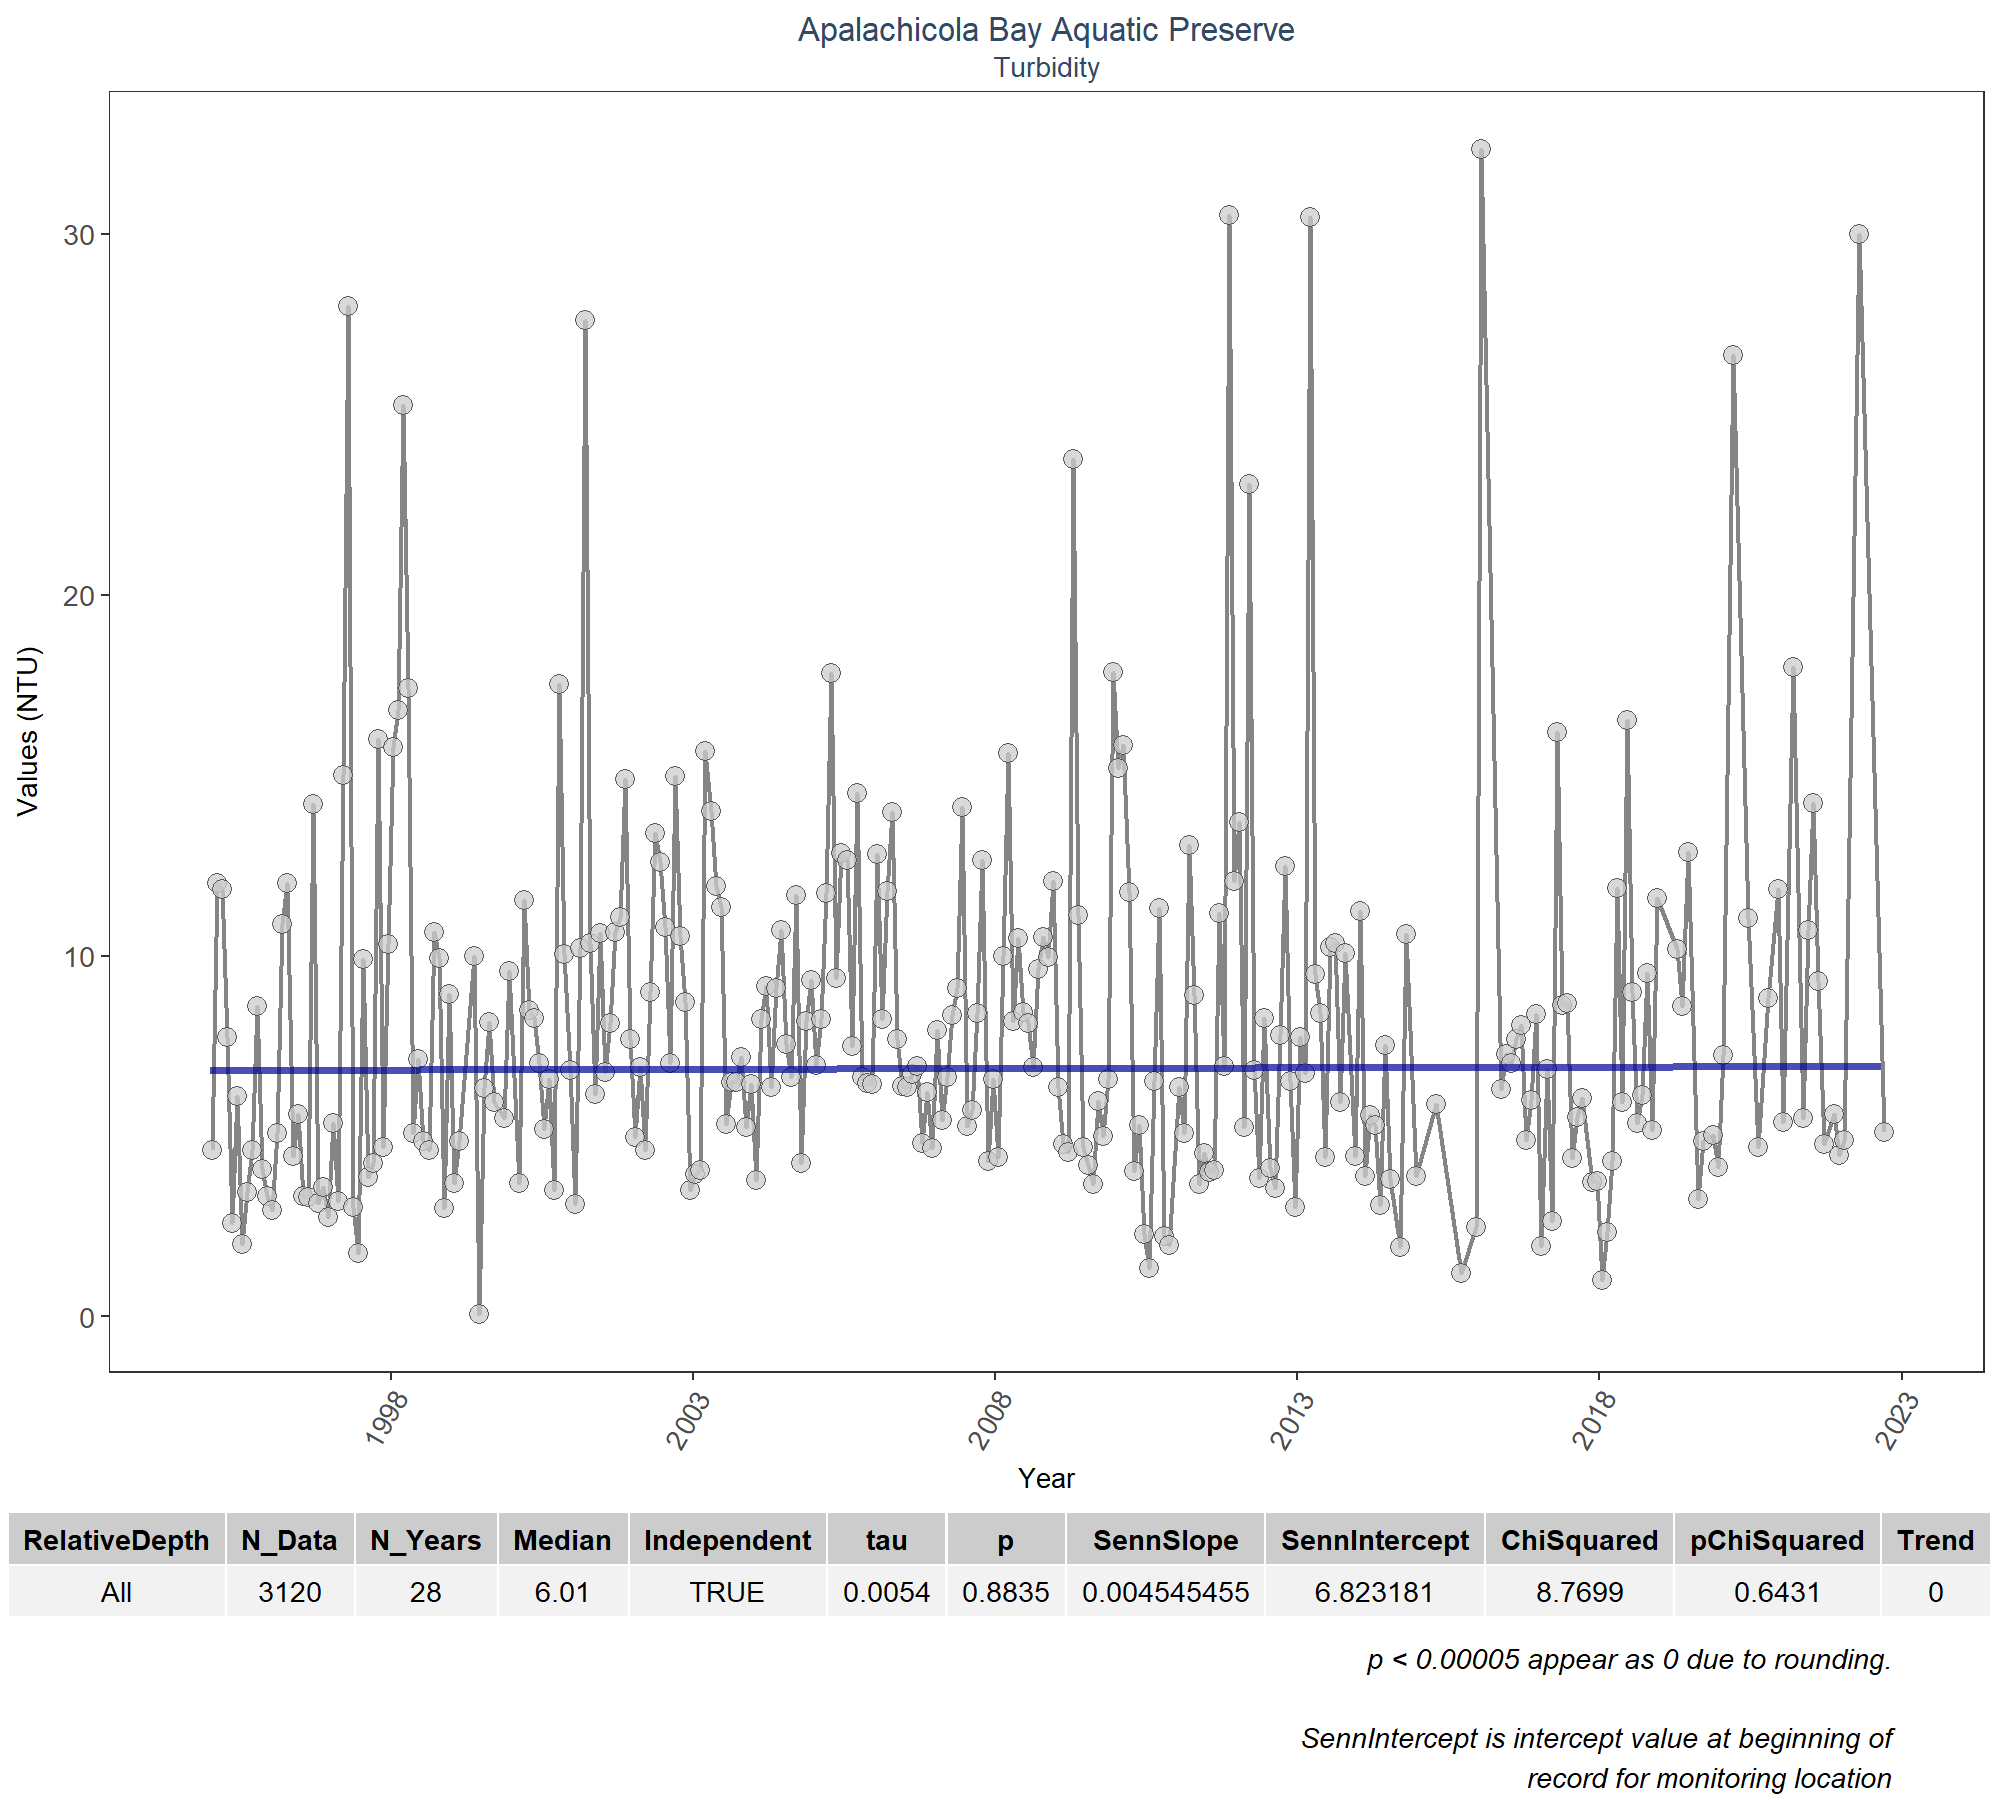 Apalachicola Bay Aquatic Preserve
Turbidity
Values (NTU)
30
20
10
0
1998 2003 2008 2013 2018 2023
Year
RelativeDepth N_Data N_Years Median Independent tau p SennSlope SennIntercept ChiSquared pChiSquared Trend
All 3120 28 6.01 TRUE 0.0054 0.8835 0.004545455 6.823181 8.7699 0.6431 0
p < 0.00005 appear as 0 due to rounding.
SennIntercept is intercept value at beginning of
record for monitoring location